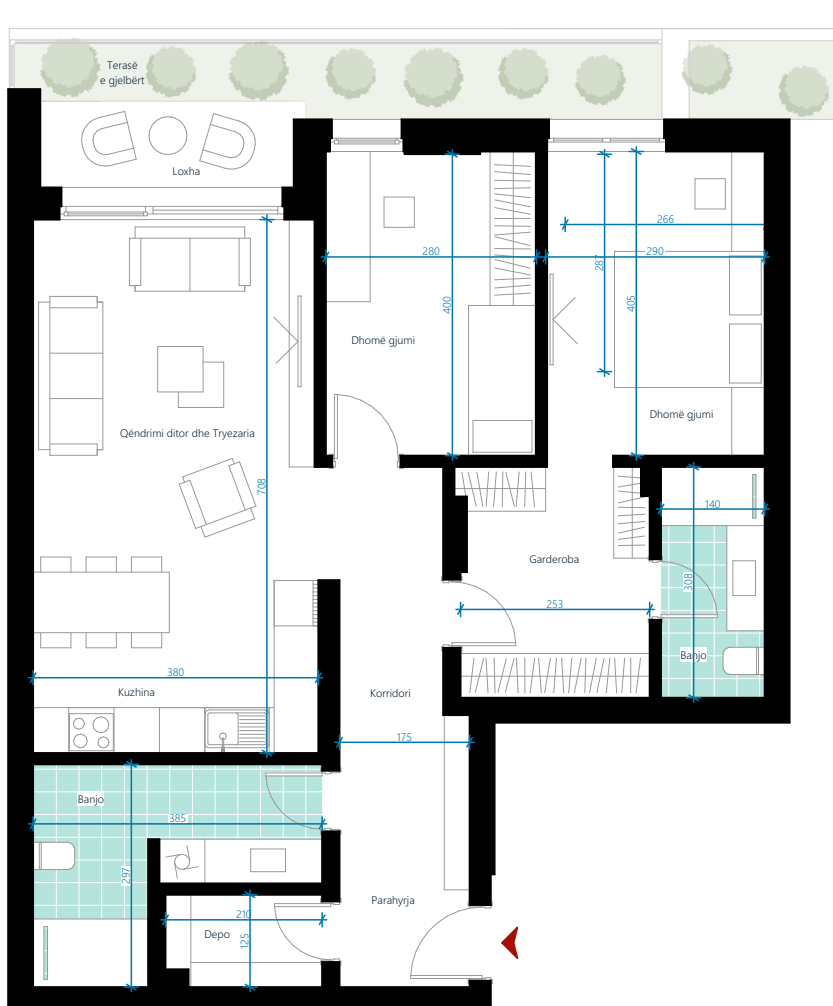 Terasë
e gjelbërt
Loxha
266
280
290
287
400
405
Dhomë gjumi
Dhomë gjumi
Qëndrimi ditor dhe Tryezaria
708
140
Garderoba
308
253
Banjo
380
Kuzhina
Korridori
175
Banjo
385
297
Parahyrja
210
Depo
125